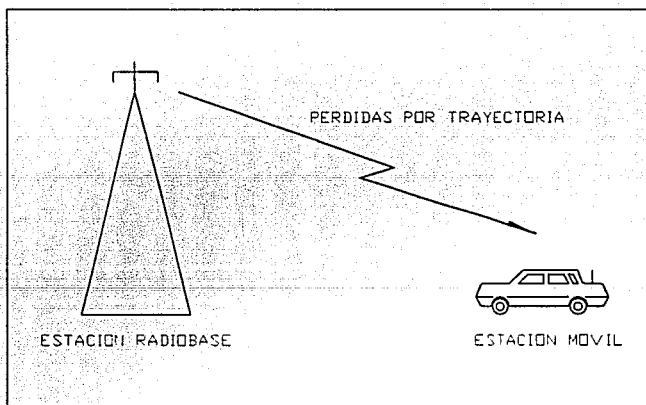 PERDIDAS POR TRAYECTORIA
ESTACION RADIOBASE
ESTACION MOVIL